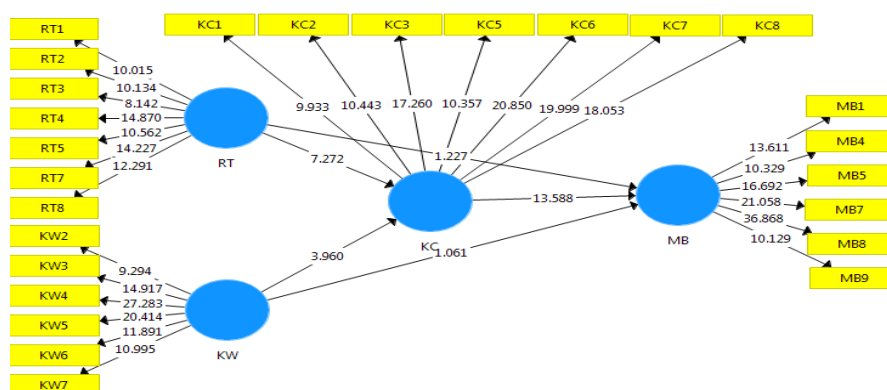 KC1 KC2 KC3 KC5 KC6 KC7 KC8
RT1
RT2
RT3
RT4
RT5
RT7
RT8
10.015
10.134
8.142
14.870
10.562
14.227
12.291
RT
9.933 10.443 17.260 10.357 20.850 19.999 18.053
7.272
1.227
KC
13.588
3.960
1.061
KW2
KW3
KW4
KW5
KW6
KW7
9.294
14.917
27.283
20.414
11.891
10.995
KW
MB
13.611
10.329
16.692
21.058
36.868
10.129
MB1
MB4
MB5
MB7
MB8
MB9